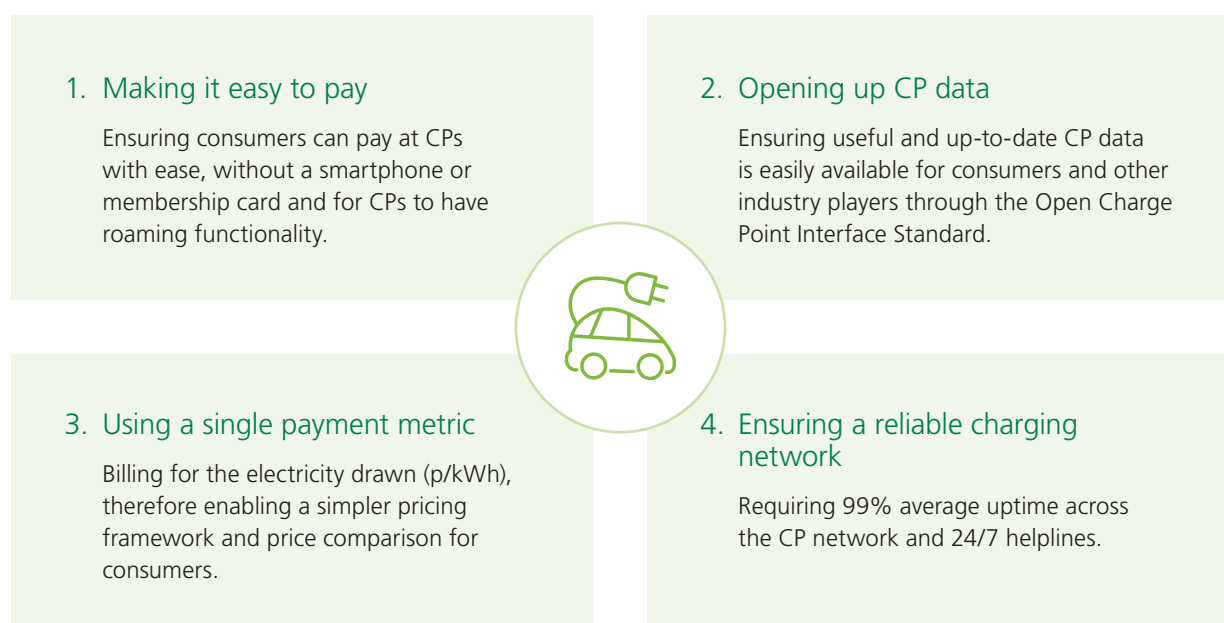 1. Making it easy to pay
Ensuring consumers can pay at CPs
with ease, without a smartphone or
membership card and for CPs to have
roaming functionality.
2. Opening up CP data
Ensuring useful and up-to-date CP data
is easily available for consumers and other
industry players through the Open Charge
Point Interface Standard.
3. Using a single payment metric
Billing for the electricity drawn (p/kWh),
therefore enabling a simpler pricing
framework and price comparison for
consumers.
4. Ensuring a reliable charging
network
Requiring 99% average uptime across
the CP network and 24/7 helplines.